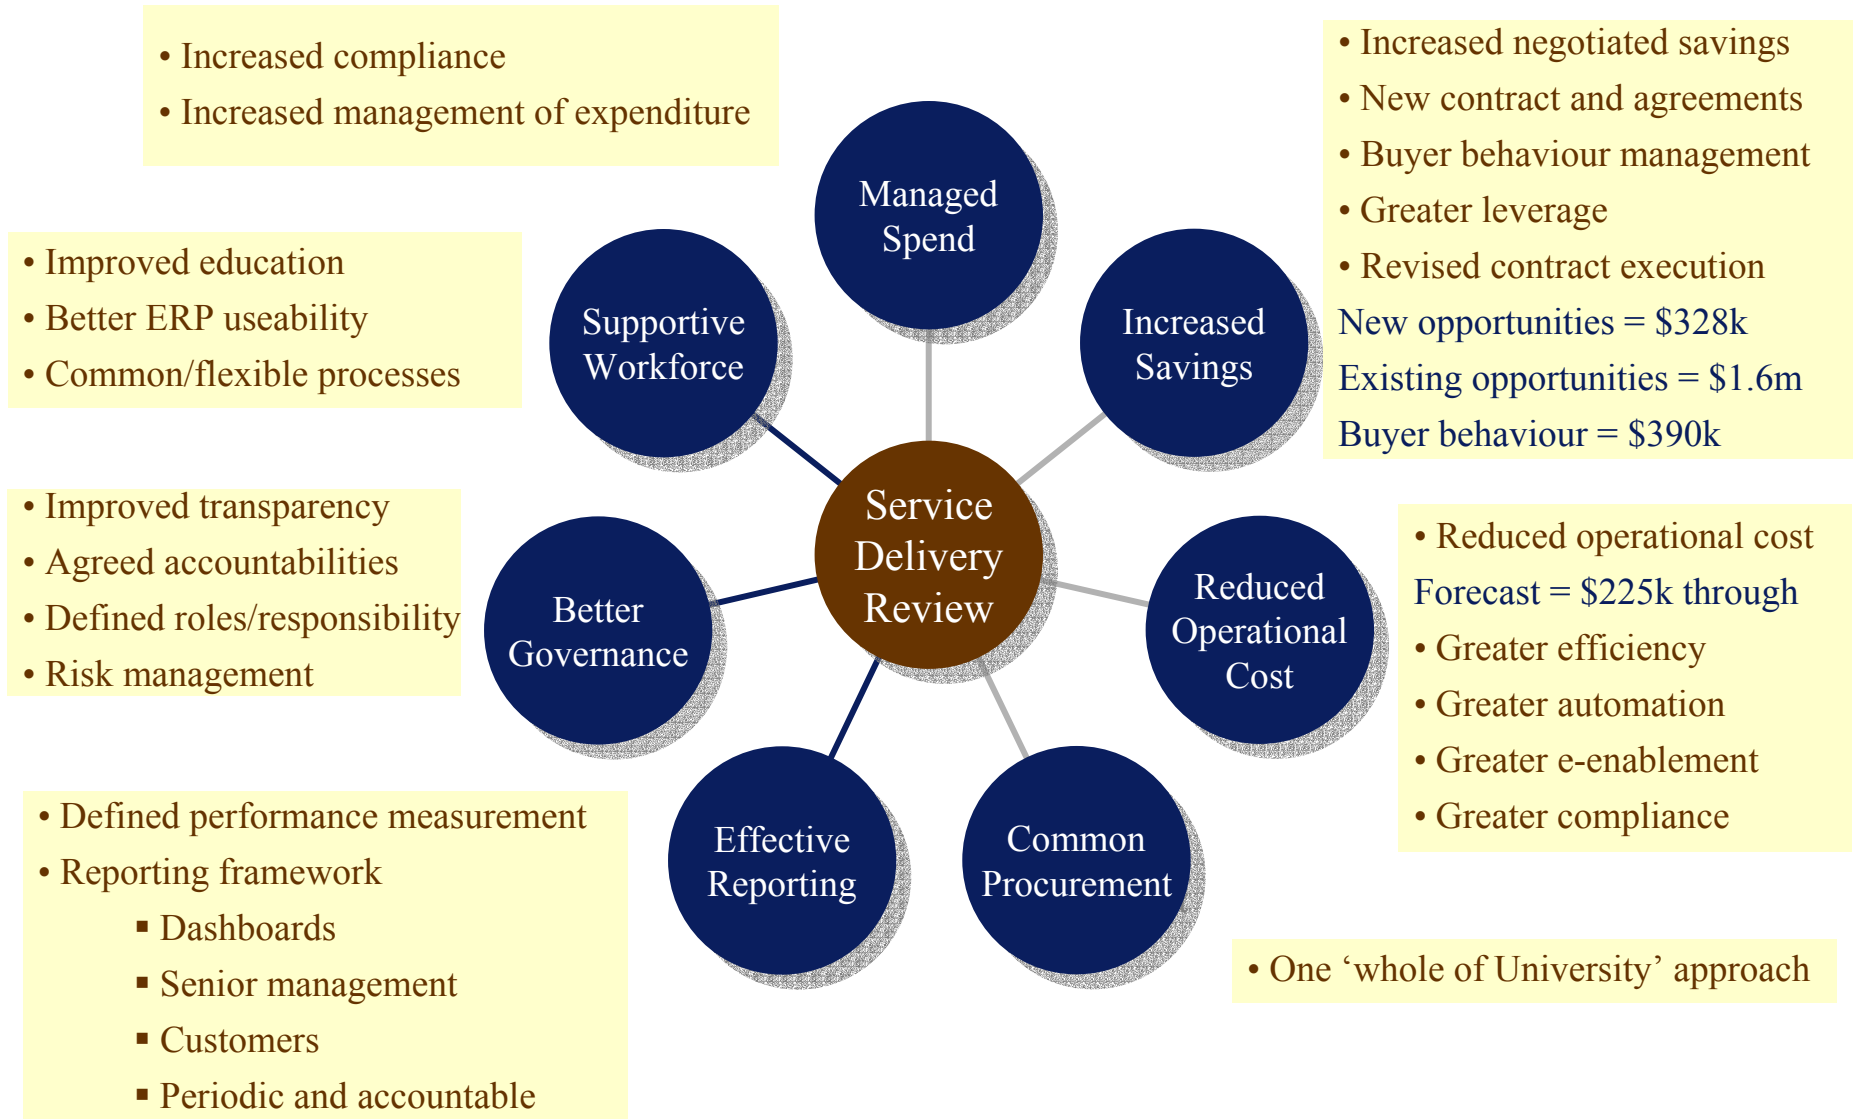 • Increased compliance
• Increased management of expenditure
• Increased negotiated savings
• New contract and agreements
• Buyer behaviour management
• Greater leverage
• Revised contract execution
New opportunities = $328k
Existing opportunities = $1.6m
Buyer behaviour = $390k
Managed
Spend
• Improved education
• Better ERP useability
• Common/flexible processes
Supportive
Workforce
Increased
Savings
• Improved transparency
• Agreed accountabilities
• Defined roles/responsibility
• Risk management
Better
Governance
Service
Delivery
Review
Reduced
Operational
Cost
• Reduced operational cost
Forecast = $225k through
• Greater efficiency
• Greater automation
• Greater e-enablement
• Greater compliance
• Defined performance measurement
• Reporting framework
▪ Dashboards
▪ Senior management
▪ Customers
▪ Periodic and accountable
Effective
Reporting
Common
Procurement
• One ‘whole of University’ approach